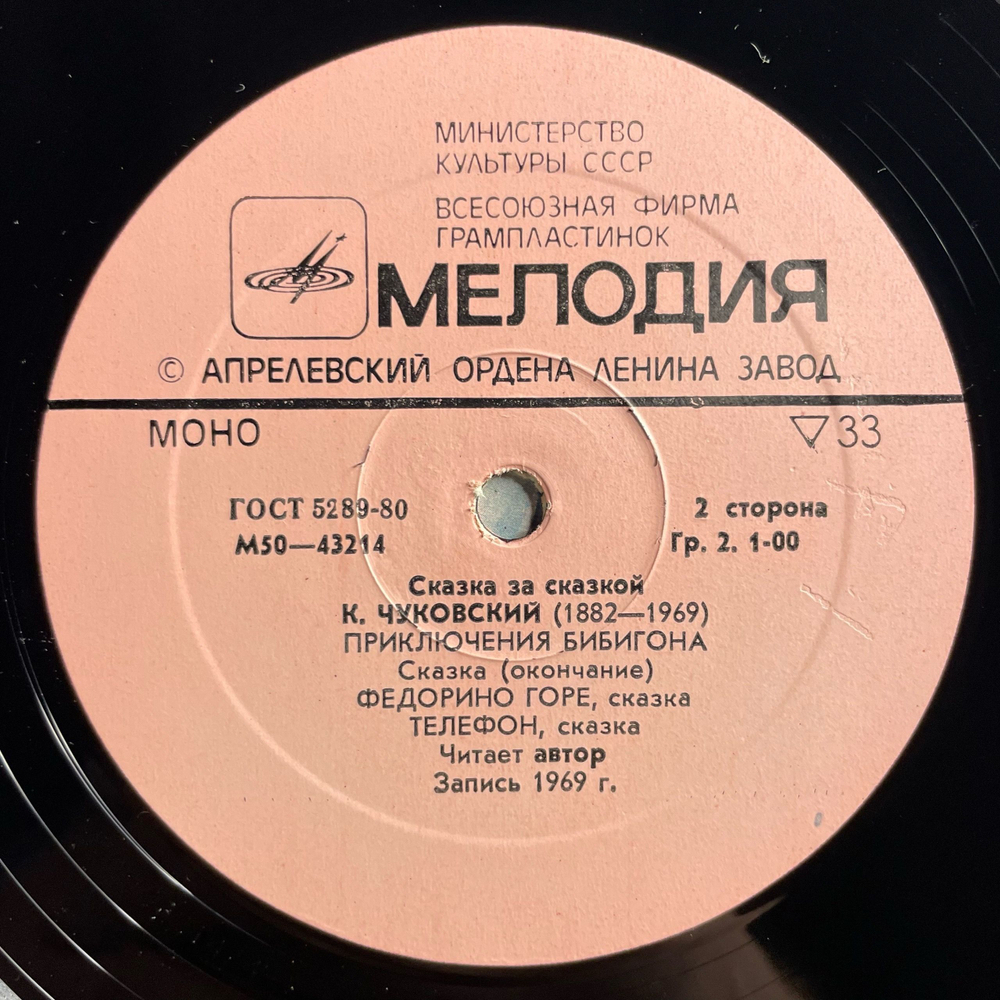 МИНИСТЕРСТВО
КУЛЬТУРЫ СССР
ВСЕСОЮЗНАЯ ФИРМА
ГРАМПЛАСТИНОК
МЕЛОДИЯ
© АПРЕЛЕВСКИЙ ОРДЕНА ЛЕНИНА ЗАВОД
МОНО ▽33
ГОСТ 5289-80 2 сторона
М50—43214 Гр. 2. 1-00
Сказка за сказкой
К. ЧУКОВСКИЙ (1882—1969)
ПРИКЛЮЧЕНИЯ БИБИГОНА
Сказка (окончание)
ФЕДОРИНО ГОРЕ, сказка
ТЕЛЕФОН, сказка
Читает автор
Запись 1969 г.